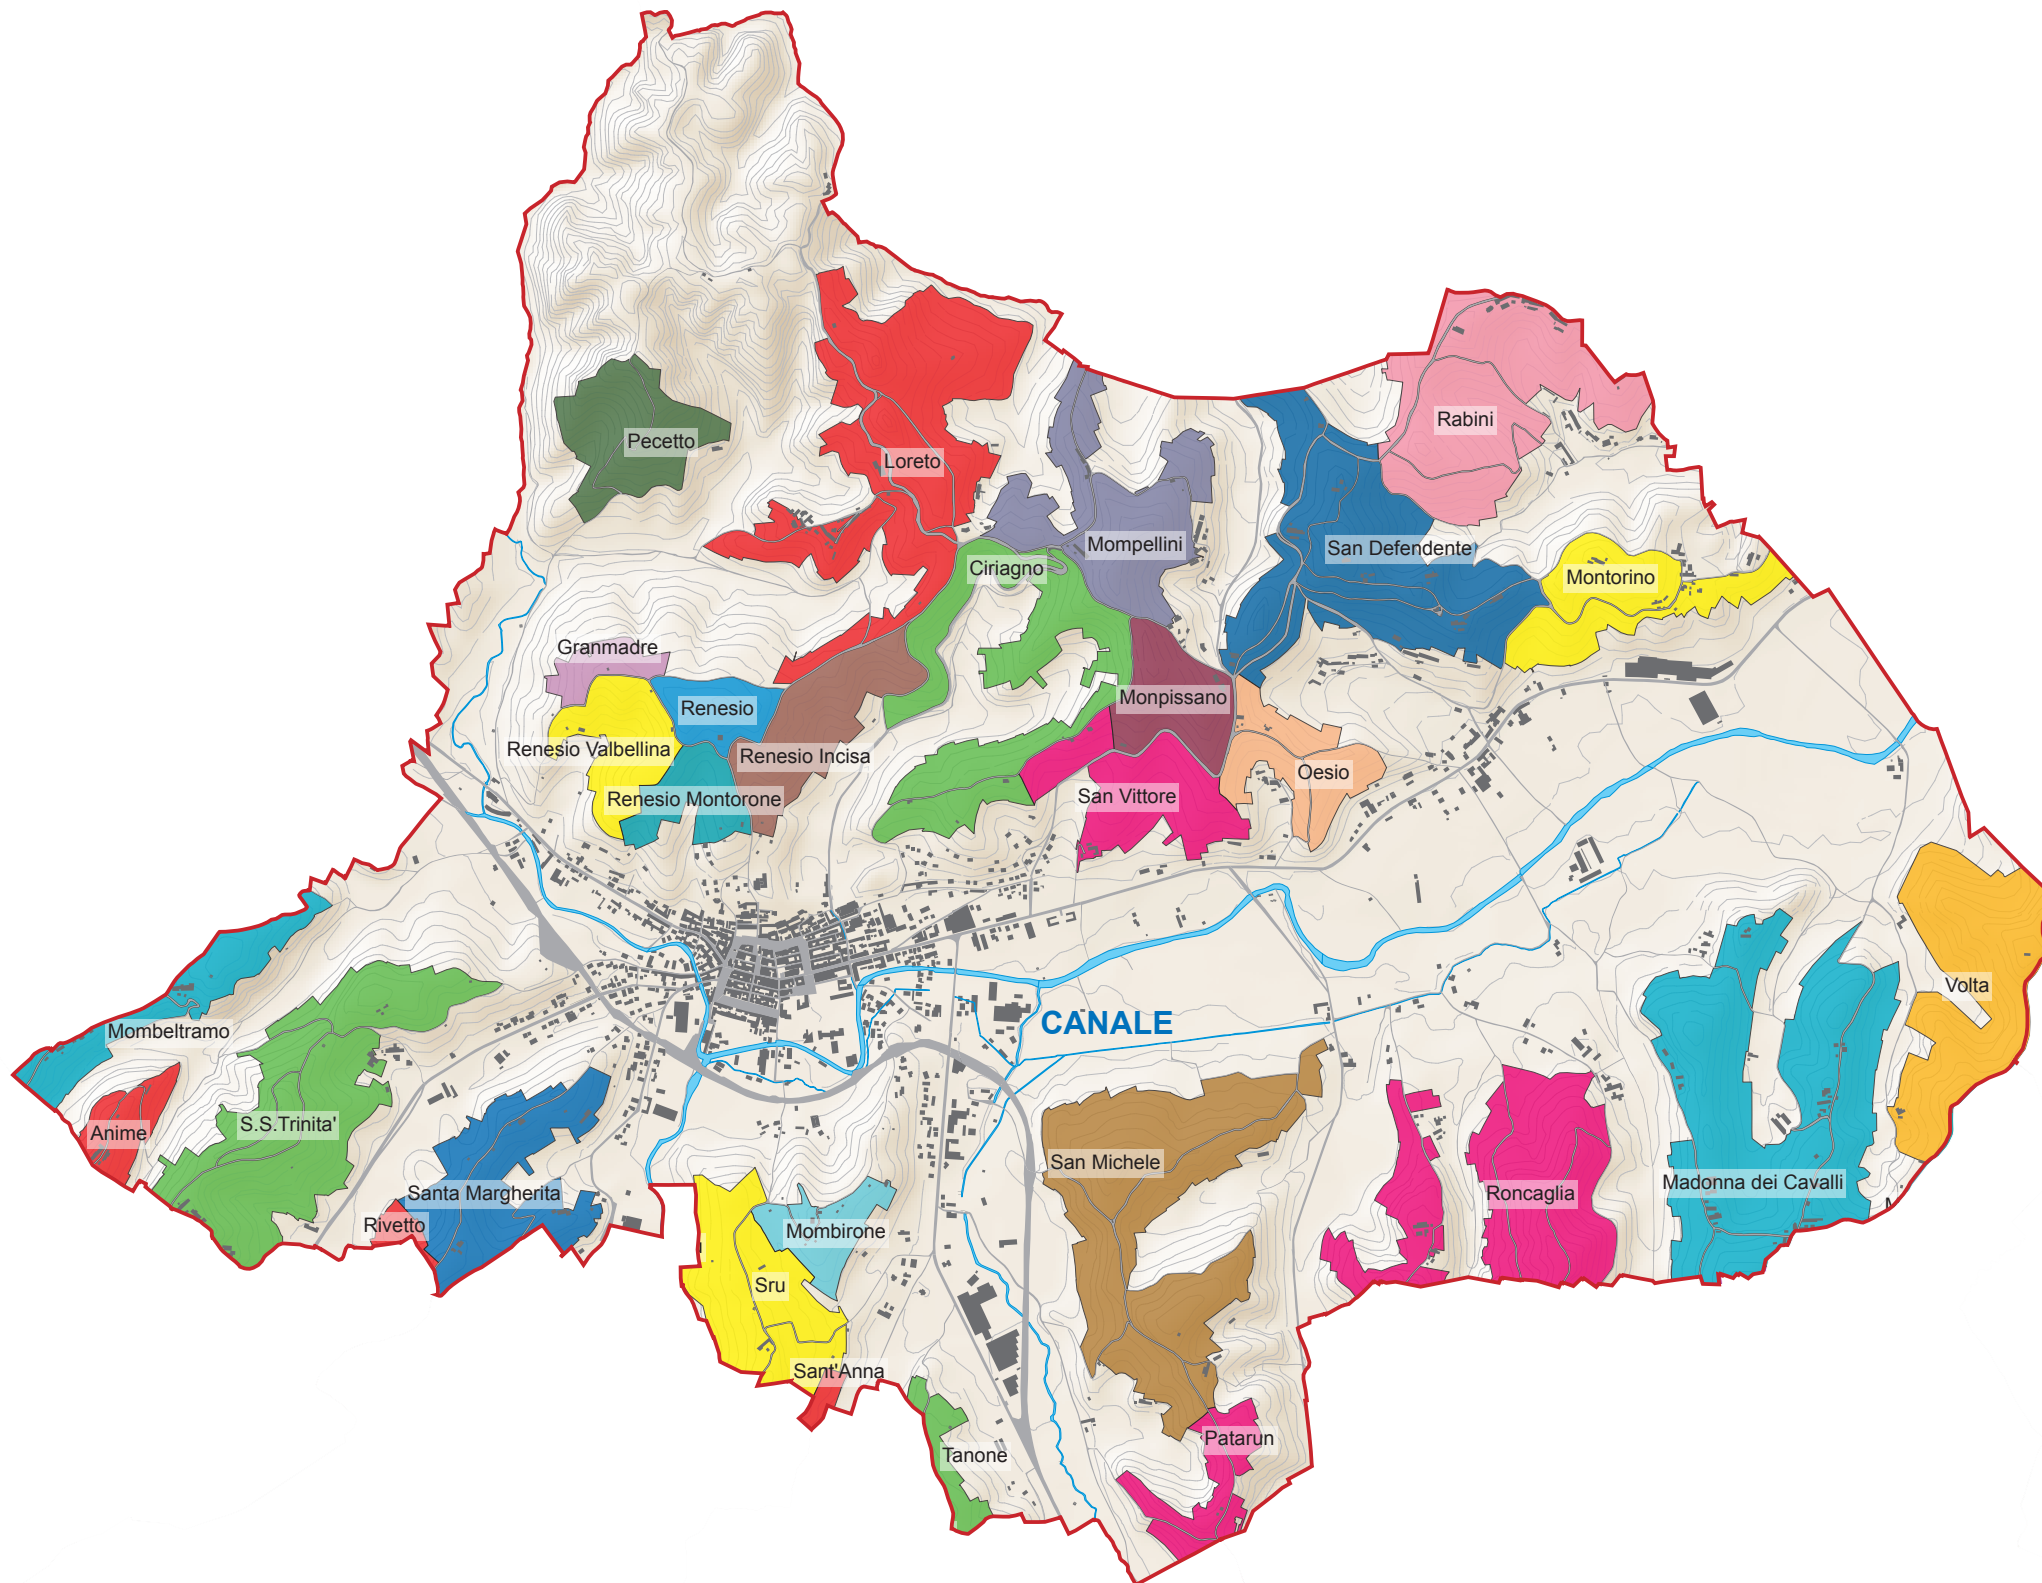 Rabini
Pecetto
Loreto
Mompellini
San Defendente
Ciriagno
Montorino
Granmadre
Monpissano
Renesio
Renesio Valbellina
Renesio Incisa
Oesio
San Vittore
Renesio Montorone
Volta
CANALE
Mombeltramo
S.S.Trinita'
Anime
San Michele
Madonna dei Cavalli
Santa Margherita
Roncaglia
M
Rivetto
Mombirone
Sru
Sant'Anna
Patarun
Tanone